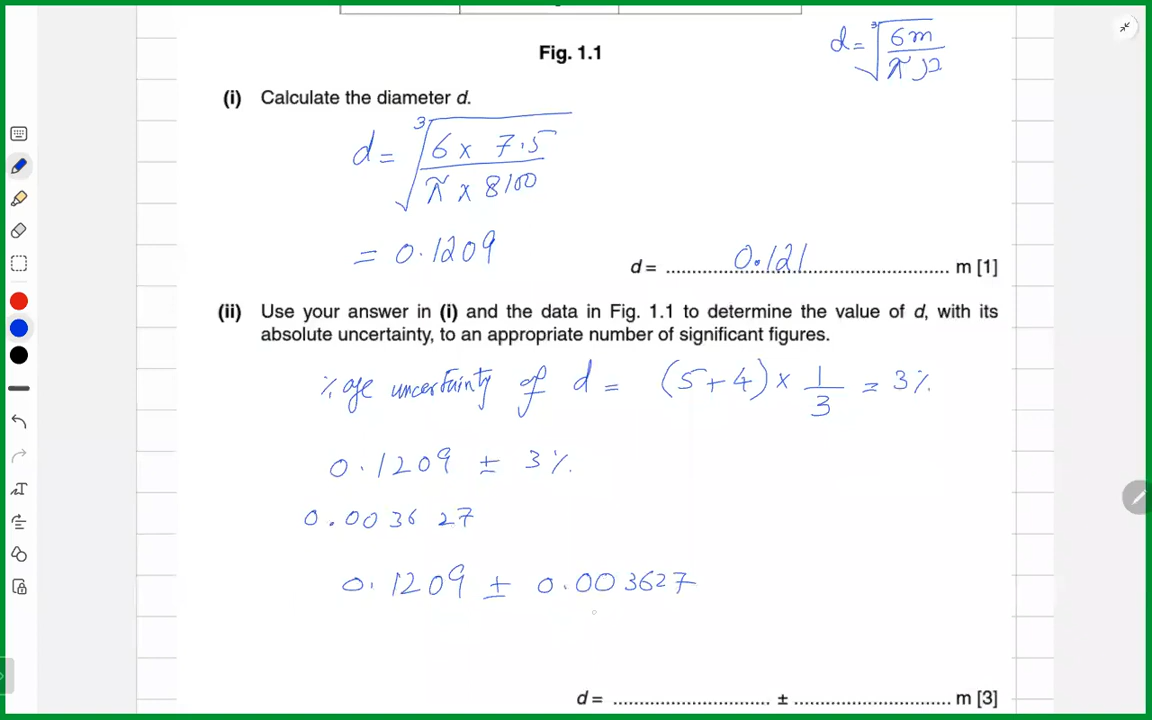 Fig. 1.1
d = ³√(6m / πρ)
(i) Calculate the diameter d.
d = ³√(6 × 7.5 / π × 8100)
= 0.1209
d = ........ 0.121 ........ m [1]
(ii) Use your answer in (i) and the data in Fig. 1.1 to determine the value of d, with its
absolute uncertainty, to an appropriate number of significant figures.
% age uncertainty of d = (5+4) × 1/3 = 3%
0.1209 ± 3%
0.003627
0.1209 ± 0.003627
d = ................ ± ................ m [3]